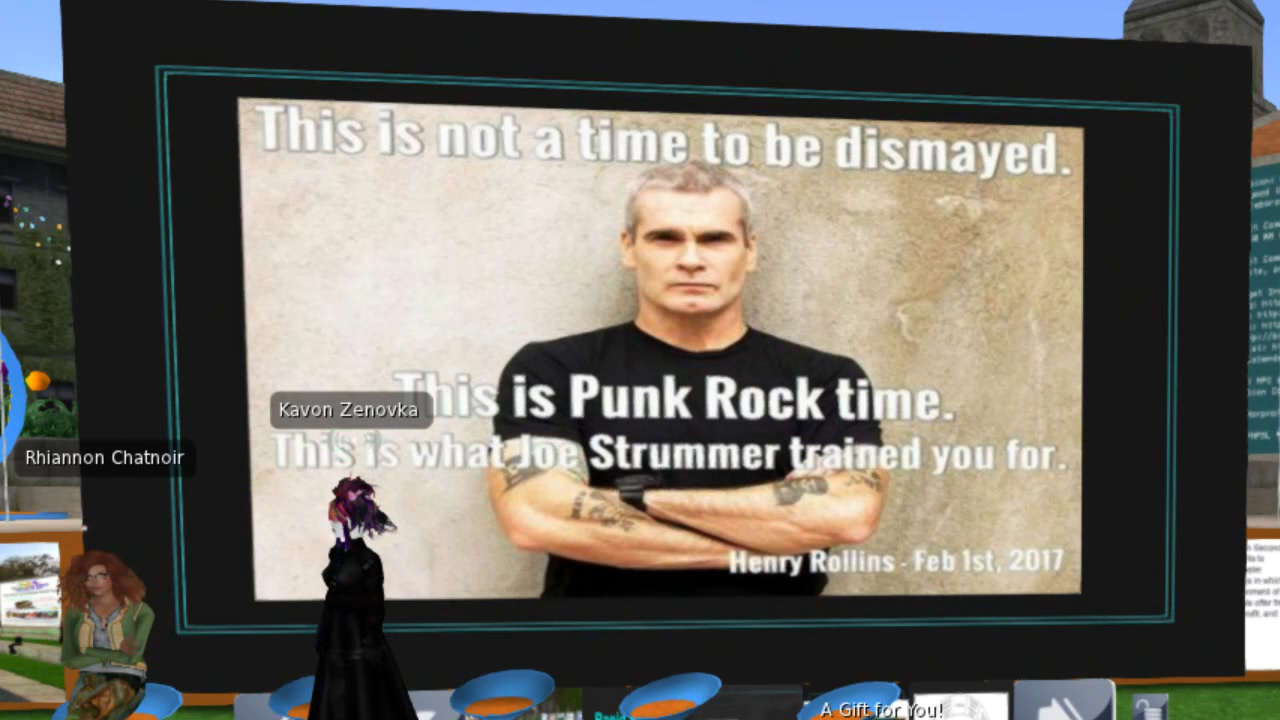 This is not a time to be dismayed.
This is Punk Rock time.
Kavon Zenovka
This is what Joe Strummer trained you for.
Rhiannon Chatnoir
Henry Rollins - Feb 1st, 2017
A Gift for You!